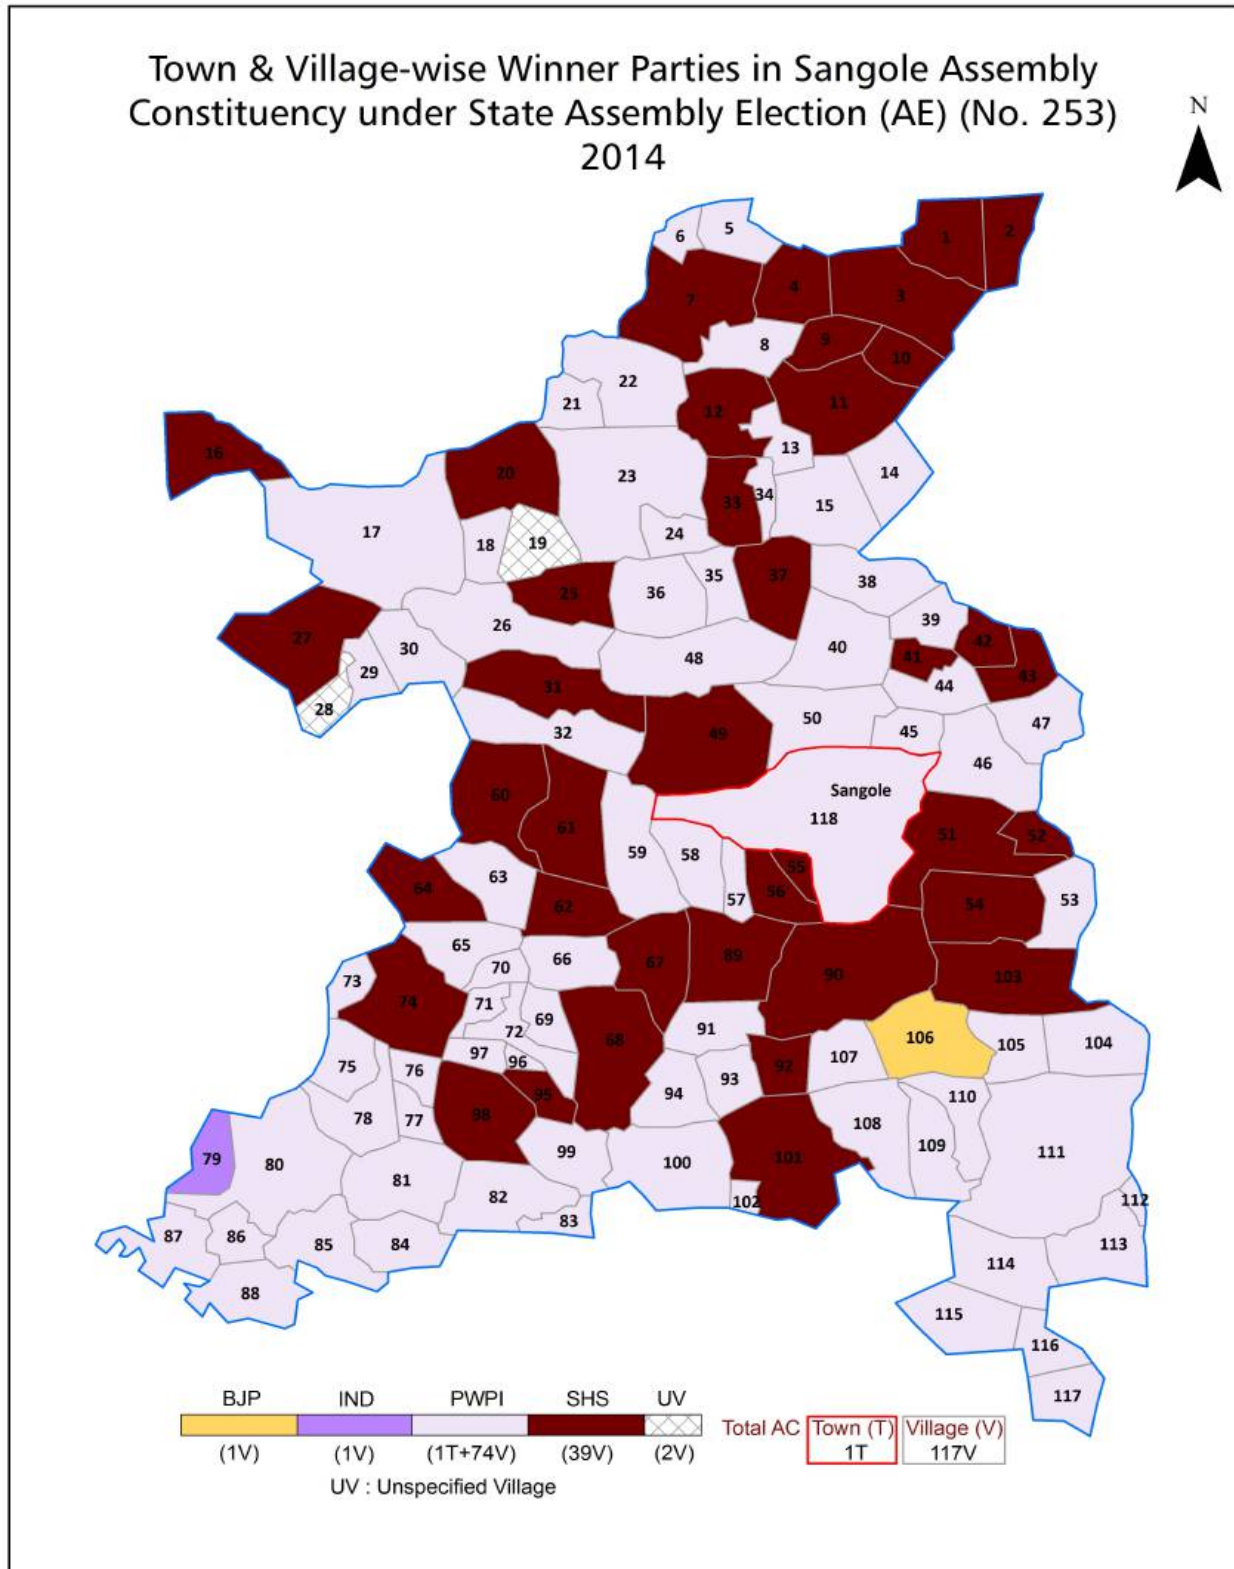 Town & Village-wise Winner Parties in Sangole Assembly
Constituency under State Assembly Election (AE) (No. 253)
2014
N
6 5 1 2
7 4 3
8 9 10
22 21 12 11
13 14
16 20 23 33 34 15
17 18 19 24
25 36 35 37 38
27 26 39
30 29 48 40 41 42 43
28 31 44
32 49 50 45 47
46
60 61 Sangole
118 51 52
59 58 55
64 63 57 56 54 53
62
65 66 67 89 90 103
73 70
74 71 69
72 68 91 106 105 104
75 76 97 96 107
94 93 92
78 77 98 95 108 110
79 80 99 100 101 109 111
81 82 102 112
87 86 85 84 83 113
88 114
115 116
117
BJP IND PWPI SHS UV
Total AC Town (T) Village (V)
(1V) (1V) (1T+74V) (39V) (2V) 1T 117V
UV : Unspecified Village